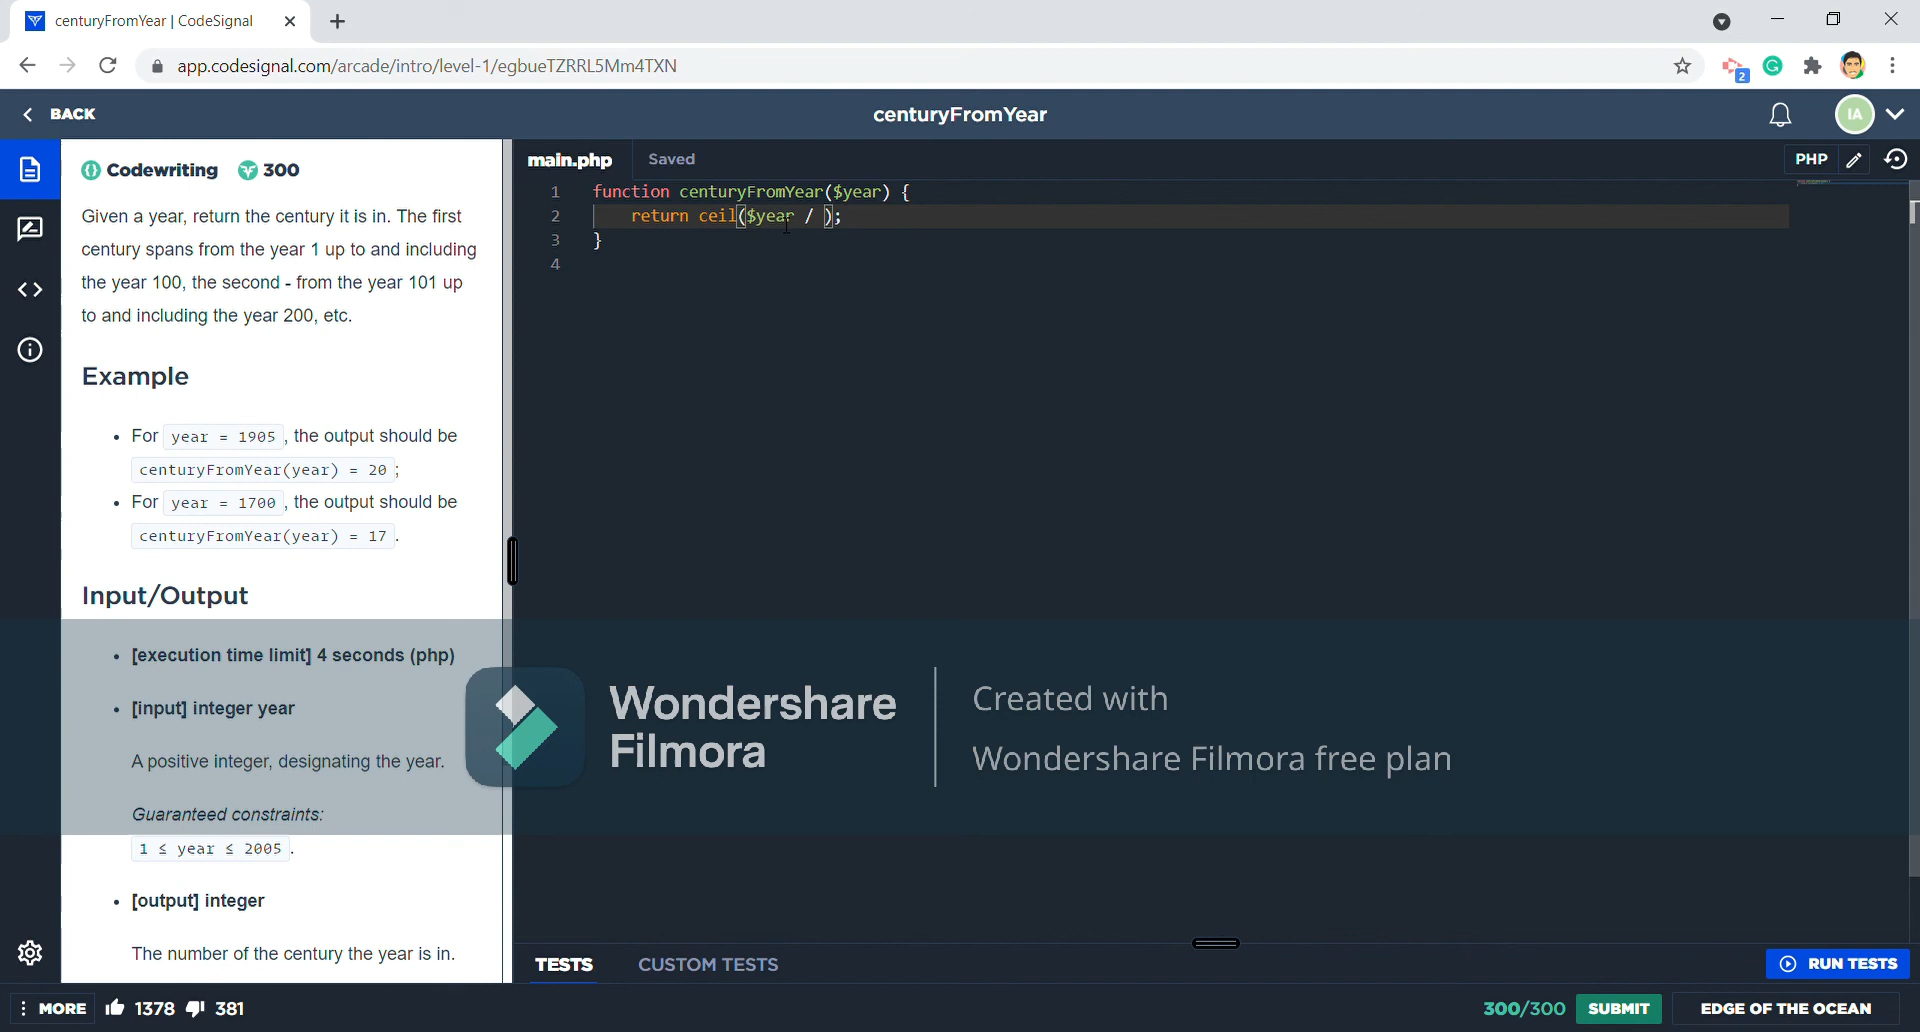 centuryFromYear | CodeSignal
app.codesignal.com/arcade/intro/level-1/egbueTZRRL5Mm4TXN
2
BACK
centuryFromYear
IA
Codewriting 300
main.php Saved
PHP
Given a year, return the century it is in. The first
century spans from the year 1 up to and including
the year 100, the second - from the year 101 up
to and including the year 200, etc.
Example
• For year = 1905, the output should be
centuryFromYear(year) = 20;
• For year = 1700, the output should be
centuryFromYear(year) = 17.
Input/Output
• [execution time limit] 4 seconds (php)
• [input] integer year
A positive integer, designating the year.
Guaranteed constraints:
1 ≤ year ≤ 2005.
• [output] integer
The number of the century the year is in.
1 function centuryFromYear($year) {
2 return ceil($year / );
3 }
4
Wondershare
Filmora
Created with
Wondershare Filmora free plan
TESTS CUSTOM TESTS
RUN TESTS
MORE 1378 381
300/300 SUBMIT EDGE OF THE OCEAN